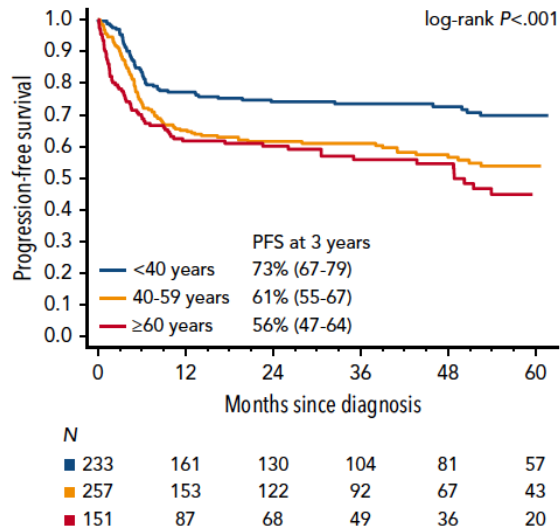 log-rank P<.001
Progression-free survival
1.0
0.9
0.8
0.7
0.6
0.5
0.4
0.3
0.2
0.1
0.0
PFS at 3 years
<40 years 73% (67-79)
40-59 years 61% (55-67)
≥60 years 56% (47-64)
0 12 24 36 48 60
Months since diagnosis
N
233 161 130 104 81 57
257 153 122 92 67 43
151 87 68 49 36 20